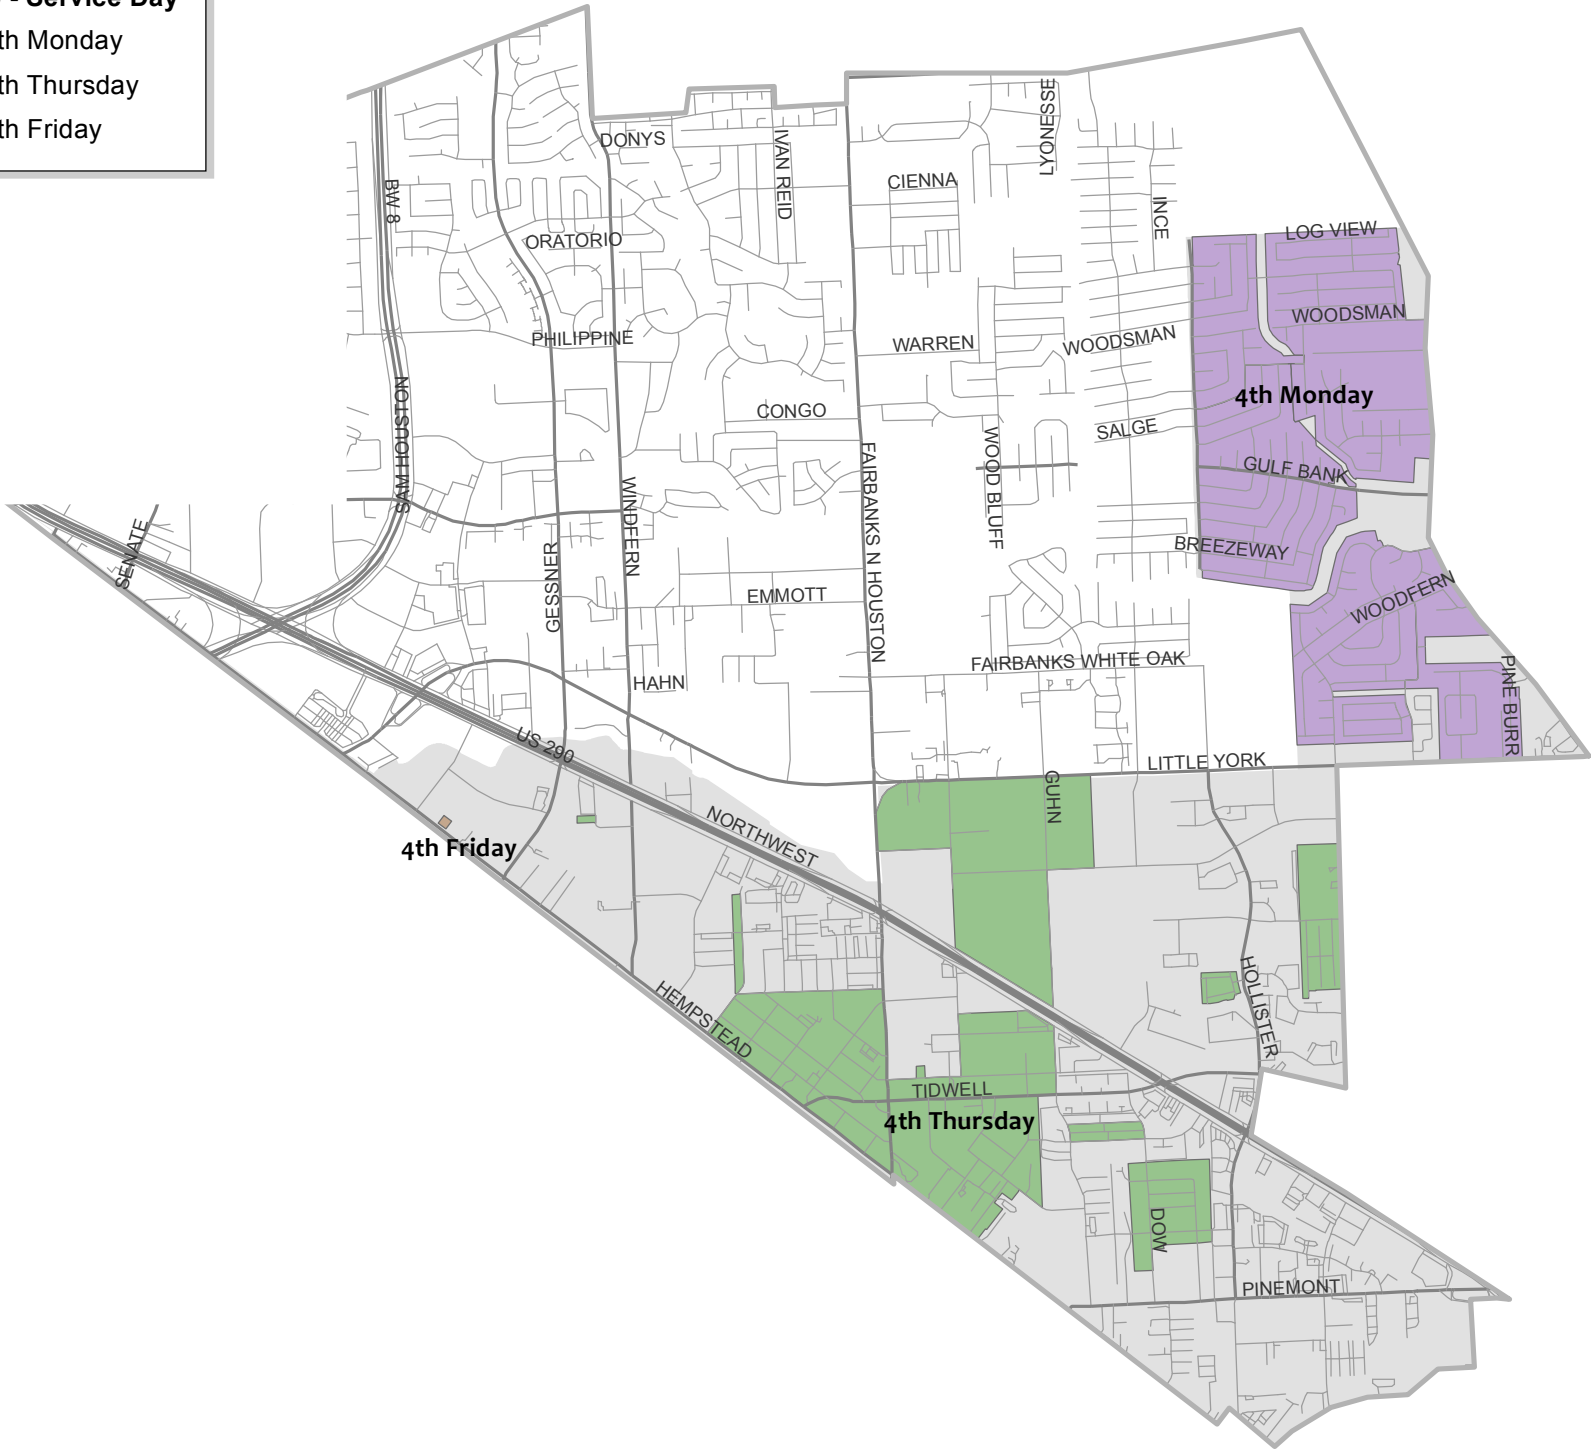 - Service Day
th Monday
th Thursday
th Friday
DONYS
IVAN REID
LYONESSE
CIENNA
BW 8
INCE
ORATORIO
LOG VIEW
WOODSMAN
PHILIPPINE
WARREN
WOODSMAN
4th Monday
SAM HOUSTON
CONGO
SALGE
WOOD BLUFF
FAIRBANKS N HOUSTON
GULF BANK
WINDFERN
SENATE
GESSNER
BREEZEWAY
EMMOTT
WOODFERN
FAIRBANKS WHITE OAK
HAHN
PINE BURR
US 290
LITTLE YORK
GUHN
NORTHWEST
4th Friday
HOLLISTER
HEMPSTEAD
TIDWELL
4th Thursday
DOW
PINEMONT